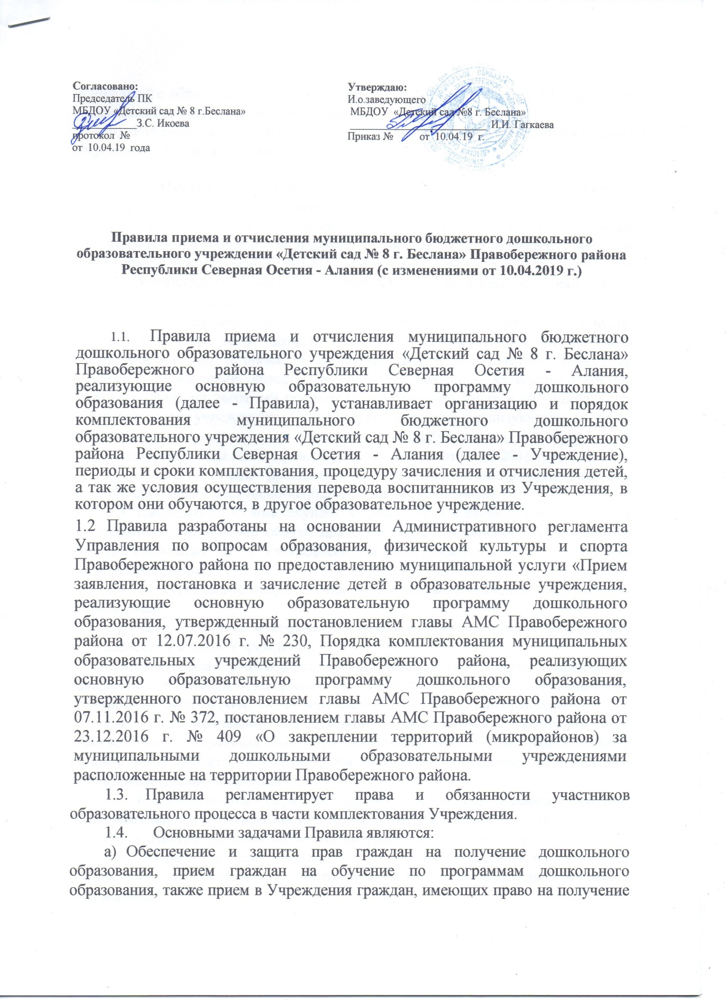 Согласовано:
Председатель ПК
МБДОУ «Детский сад № 8 г.Беслана»
____________З.С. Икоева
протокол №
от 10.04.19 года
Утверждаю:
И.о.заведующего
МБДОУ «Детский сад №8 г. Беслана»
__________________________ И.И. Гагкаева
Приказ № от 10.04.19 г.
Правила приема и отчисления муниципального бюджетного дошкольного
образовательного учреждении «Детский сад № 8 г. Беслана» Правобережного района
Республики Северная Осетия - Алания (с изменениями от 10.04.2019 г.)
1.1. Правила приема и отчисления муниципального бюджетного
дошкольного образовательного учреждения «Детский сад № 8 г. Беслана»
Правобережного района Республики Северная Осетия - Алания,
реализующие основную образовательную программу дошкольного
образования (далее - Правила), устанавливает организацию и порядок
комплектования муниципального бюджетного дошкольного
образовательного учреждения «Детский сад № 8 г. Беслана» Правобережного
района Республики Северная Осетия - Алания (далее - Учреждение),
периоды и сроки комплектования, процедуру зачисления и отчисления детей,
а так же условия осуществления перевода воспитанников из Учреждения, в
котором они обучаются, в другое образовательное учреждение.
1.2 Правила разработаны на основании Административного регламента
Управления по вопросам образования, физической культуры и спорта
Правобережного района по предоставлению муниципальной услуги «Прием
заявления, постановка и зачисление детей в образовательные учреждения,
реализующие основную образовательную программу дошкольного
образования, утвержденный постановлением главы АМС Правобережного
района от 12.07.2016 г. № 230, Порядка комплектования муниципальных
образовательных учреждений Правобережного района, реализующих
основную образовательную программу дошкольного образования,
утвержденного постановлением главы АМС Правобережного района от
07.11.2016 г. № 372, постановлением главы АМС Правобережного района от
23.12.2016 г. № 409 «О закреплении территорий (микрорайонов) за
муниципальными дошкольными образовательными учреждениями
расположенные на территории Правобережного района.
1.3. Правила регламентирует права и обязанности участников
образовательного процесса в части комплектования Учреждения.
1.4. Основными задачами Правила являются:
а) Обеспечение и защита прав граждан на получение дошкольного
образования, прием граждан на обучение по программам дошкольного
образования, также прием в Учреждения граждан, имеющих право на получение